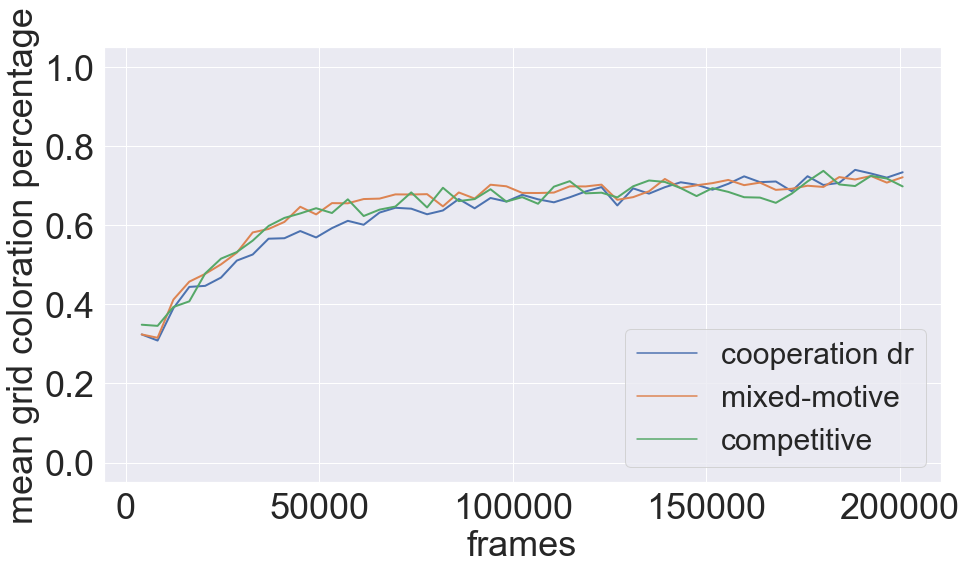 mean grid coloration percentage
1.0
0.8
0.6
0.4
0.2
0.0
cooperation dr
mixed-motive
competitive
0 50000 100000 150000 200000
frames